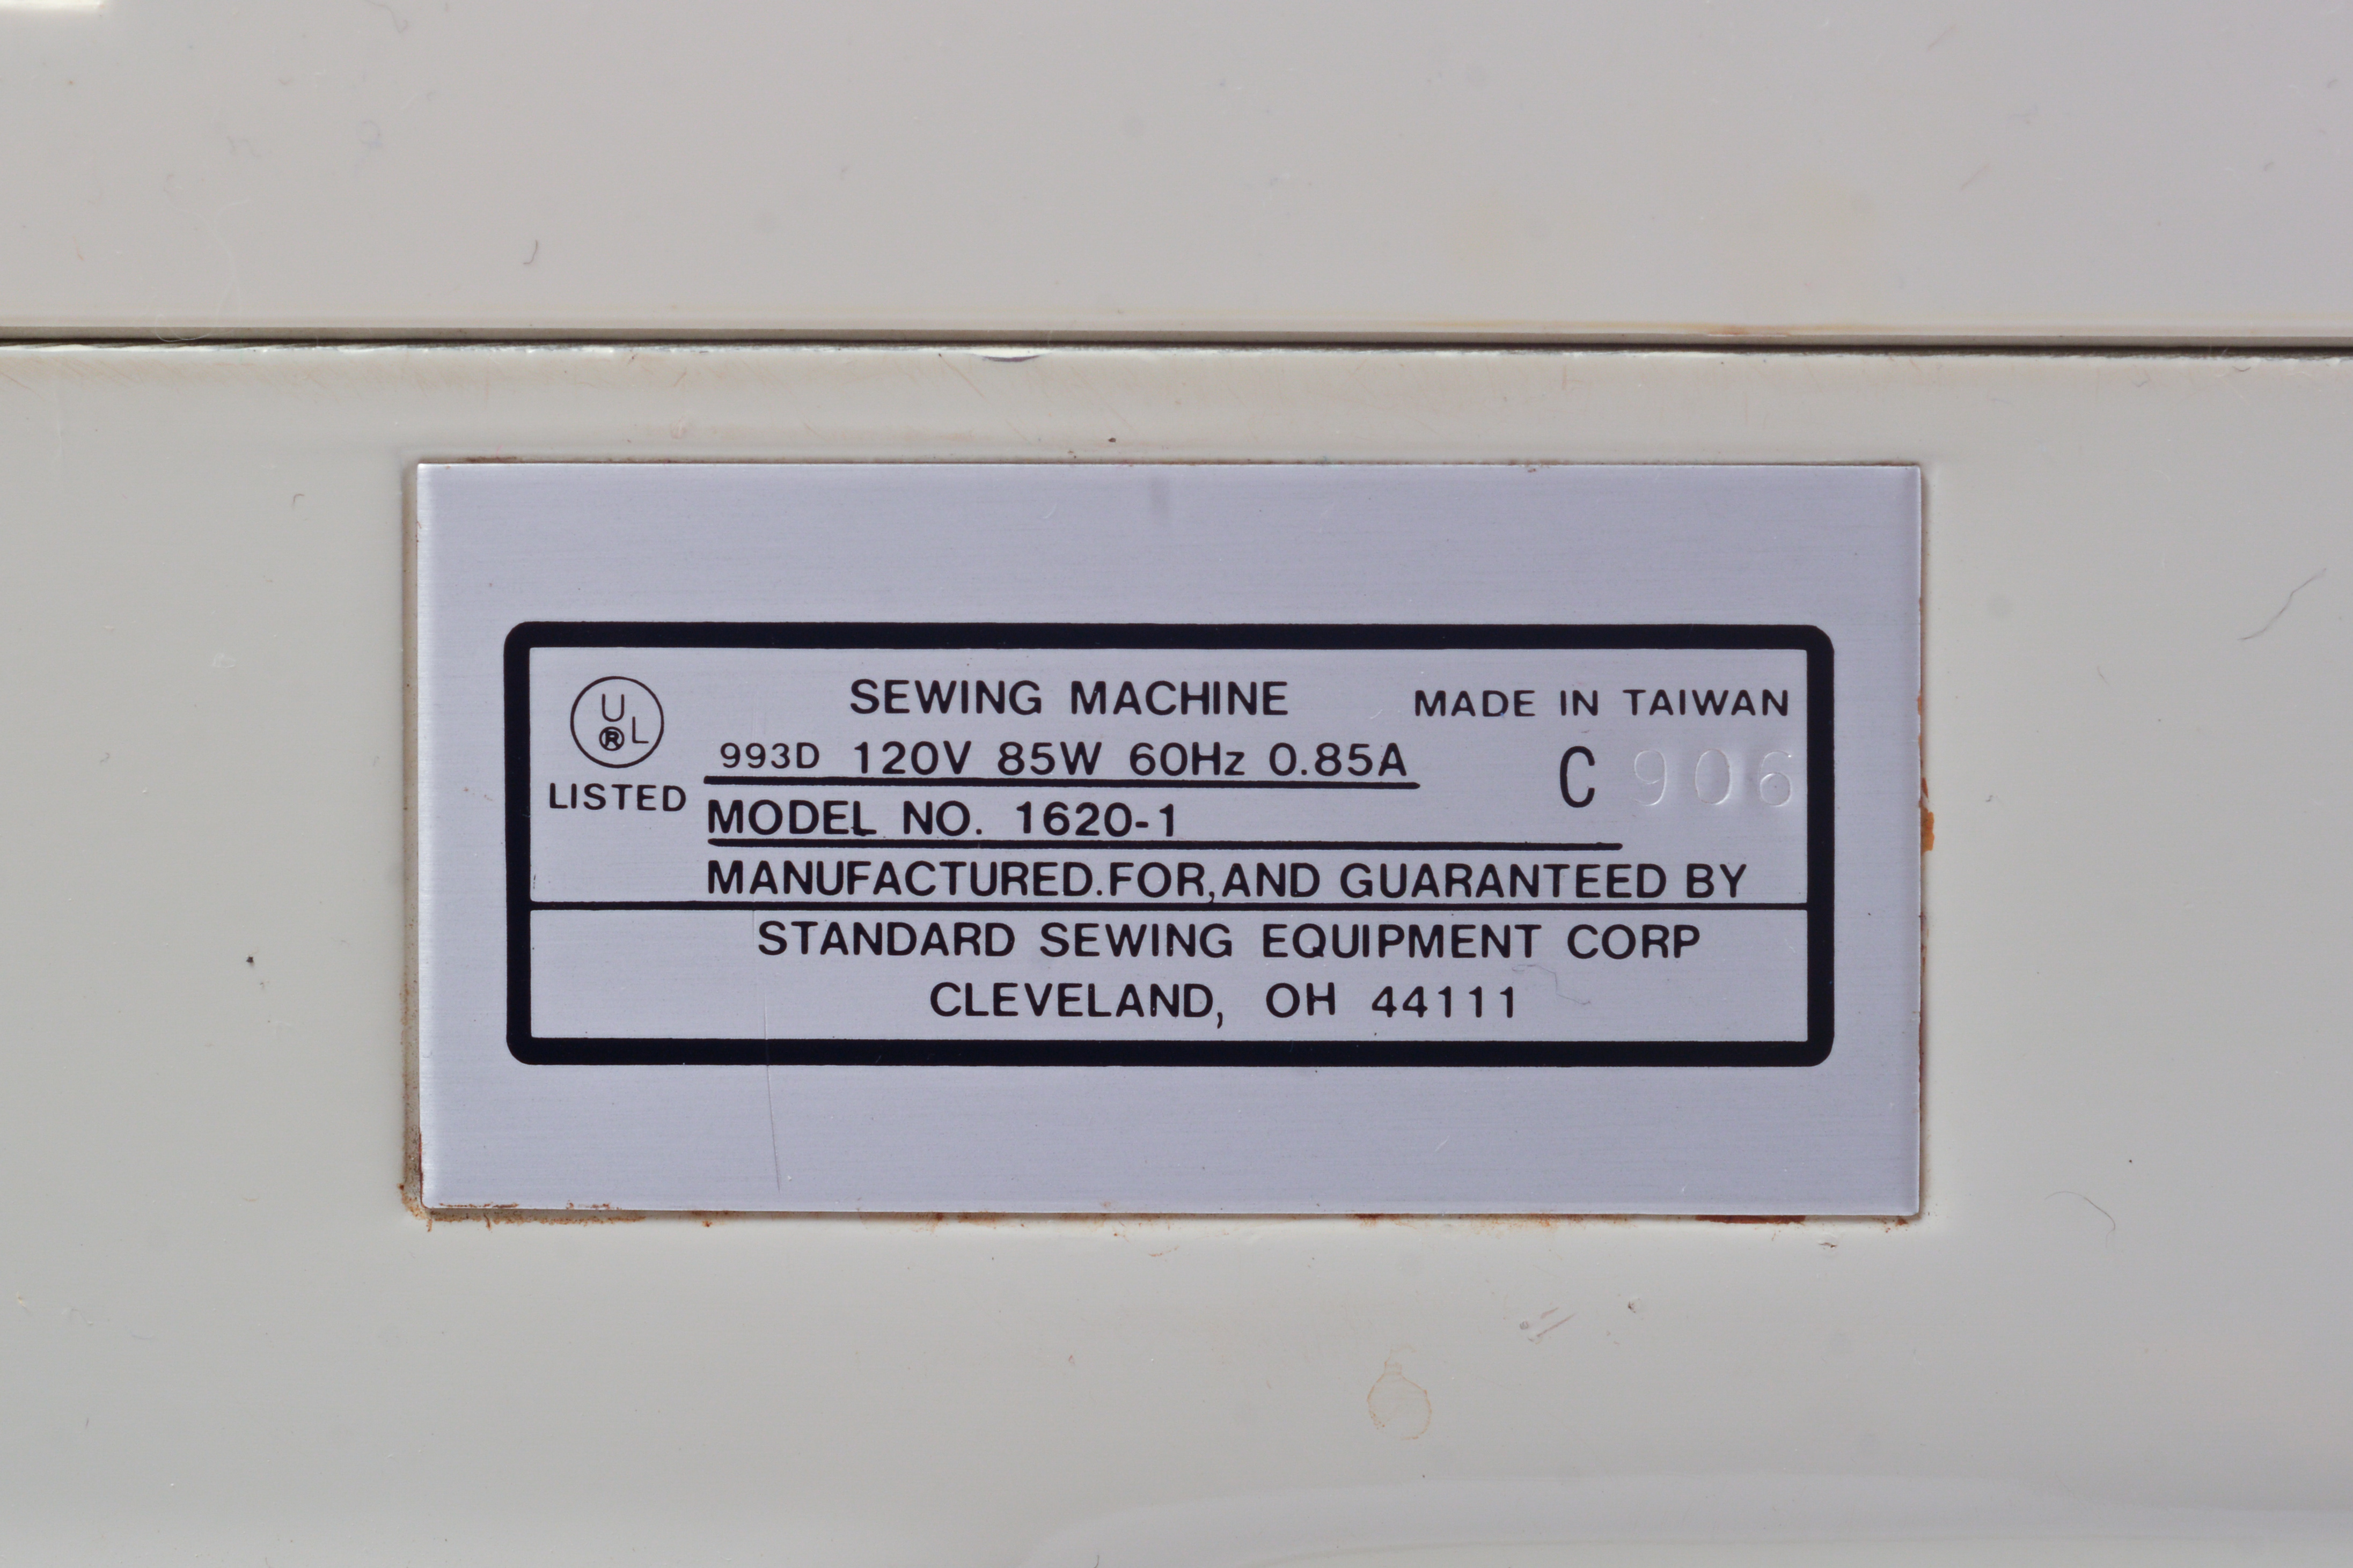 UL®
LISTED
SEWING MACHINE
MADE IN TAIWAN
993D 120V 85W 60Hz 0.85A
C 906
MODEL NO. 1620-1
MANUFACTURED.FOR,AND GUARANTEED BY
STANDARD SEWING EQUIPMENT CORP
CLEVELAND, OH 44111